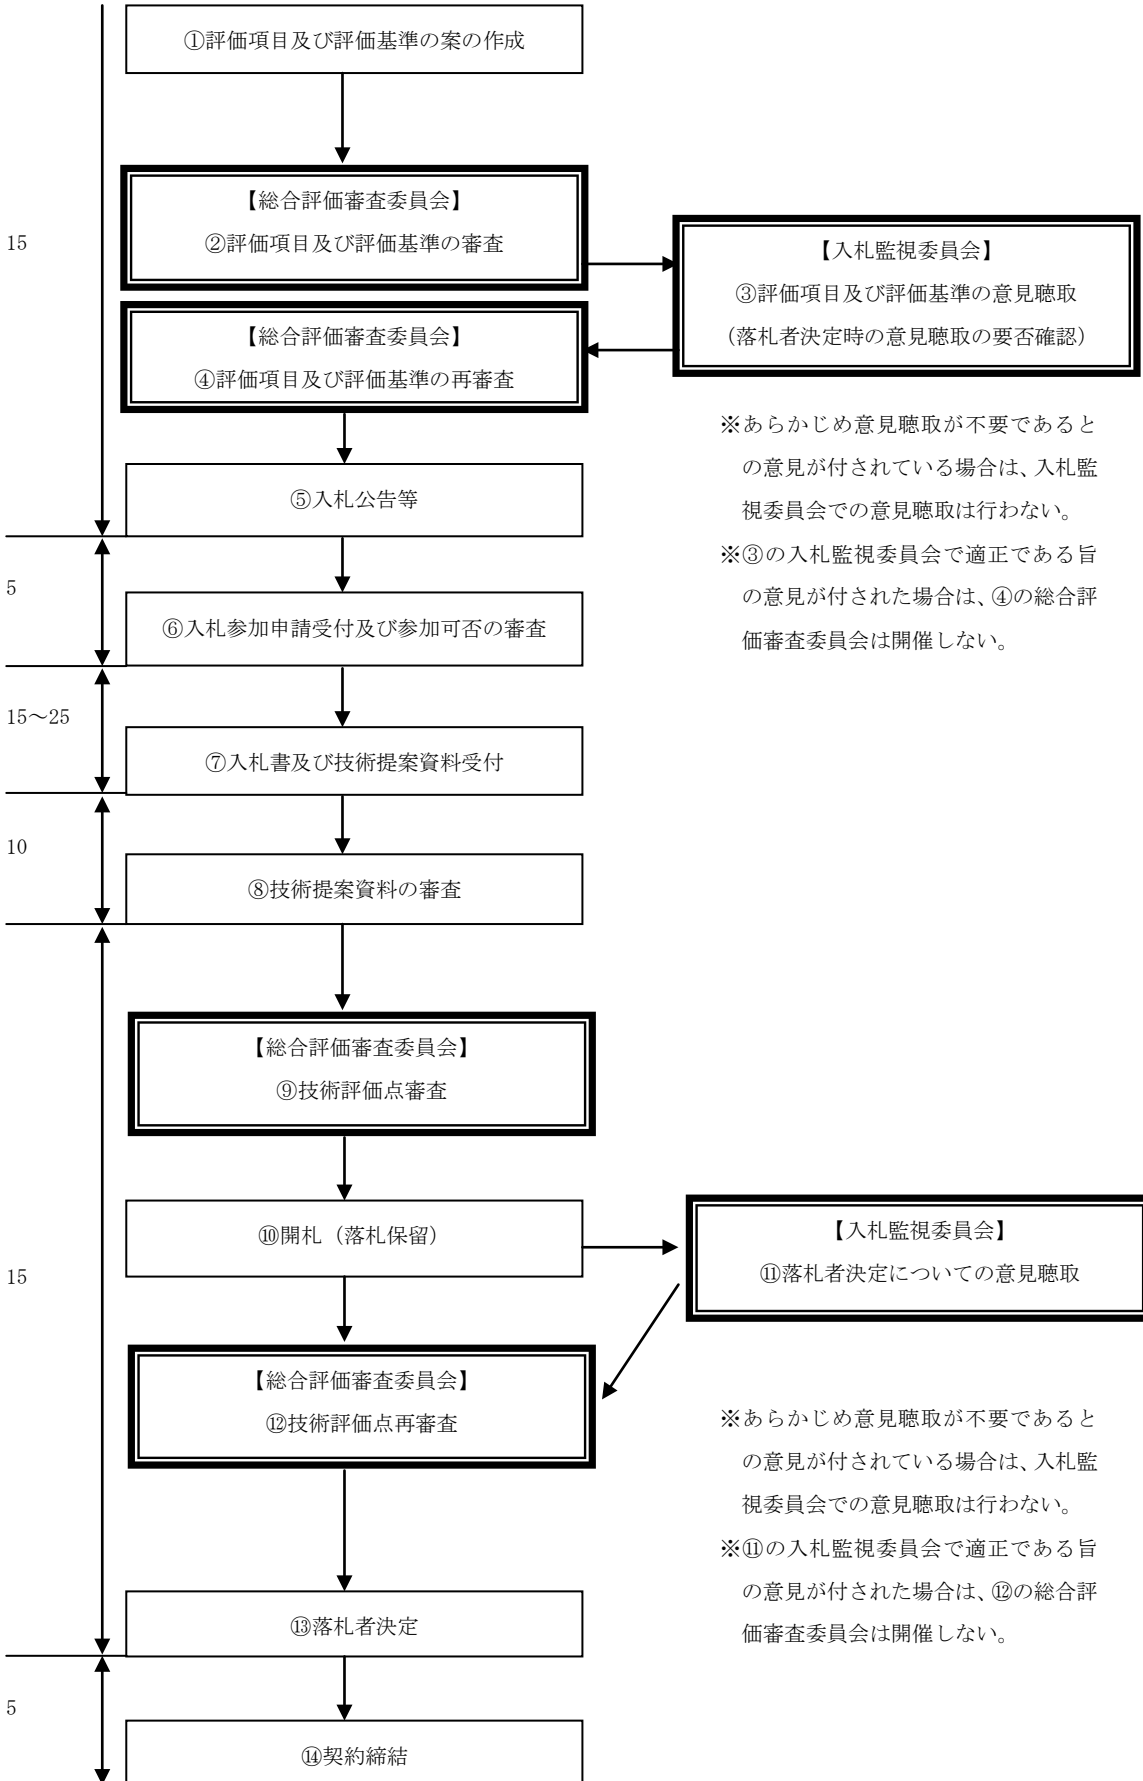 ①評価項目及び評価基準の案の作成
15
【総合評価審査委員会】
②評価項目及び評価基準の審査
【入札監視委員会】
③評価項目及び評価基準の意見聴取
(落札者決定時の意見聴取の要否確認)
【総合評価審査委員会】
④評価項目及び評価基準の再審査
※あらかじめ意見聴取が不要であると
の意見が付されている場合は、入札監
視委員会での意見聴取は行わない。
※③の入札監視委員会で適正である旨
の意見が付された場合は、④の総合評
価審査委員会は開催しない。
⑤入札公告等
5
⑥入札参加申請受付及び参加可否の審査
15～25
⑦入札書及び技術提案資料受付
10
⑧技術提案資料の審査
【総合評価審査委員会】
⑨技術評価点審査
⑩開札（落札保留）
【入札監視委員会】
⑪落札者決定についての意見聴取
15
【総合評価審査委員会】
⑫技術評価点再審査
※あらかじめ意見聴取が不要であると
の意見が付されている場合は、入札監
視委員会での意見聴取は行わない。
※⑪の入札監視委員会で適正である旨
の意見が付された場合は、⑫の総合評
価審査委員会は開催しない。
⑬落札者決定
5
⑭契約締結